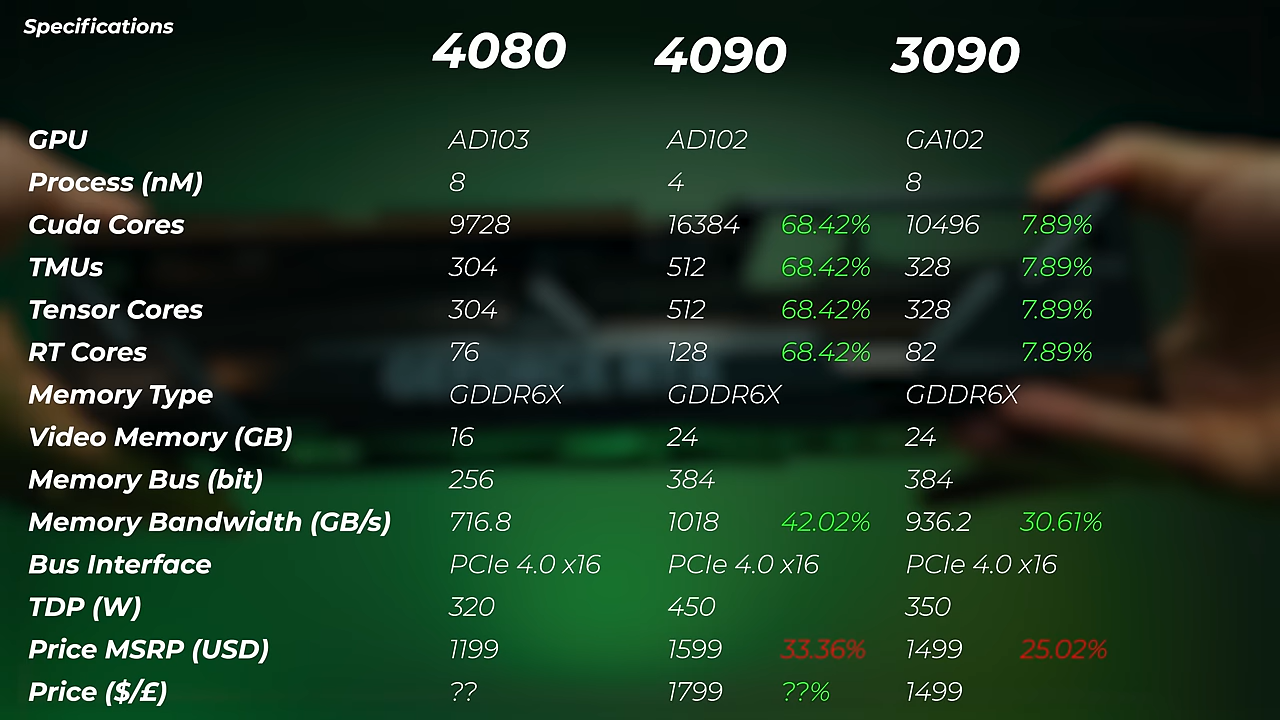 Specifications
4080 4090 3090
GPU AD103 AD102 GA102
Process (nM) 8 4 8
Cuda Cores 9728 16384 68.42% 10496 7.89%
TMUs 304 512 68.42% 328 7.89%
Tensor Cores 304 512 68.42% 328 7.89%
RT Cores 76 128 68.42% 82 7.89%
Memory Type GDDR6X GDDR6X GDDR6X
Video Memory (GB) 16 24 24
Memory Bus (bit) 256 384 384
Memory Bandwidth (GB/s) 716.8 1018 42.02% 936.2 30.61%
Bus Interface PCIe 4.0 x16 PCIe 4.0 x16 PCIe 4.0 x16
TDP (W) 320 450 350
Price MSRP (USD) 1199 1599 33.36% 1499 25.02%
Price ($/£) ?? 1799 ??% 1499